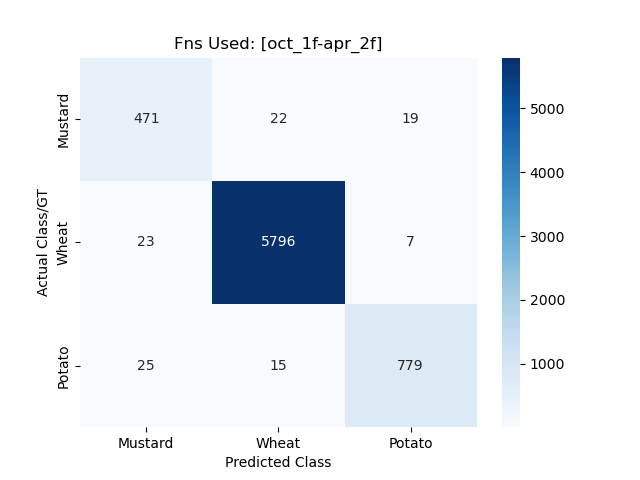 Fns Used: [oct_1f-apr_2f]
Actual Class/GT
Mustard
471 22 19
Wheat
23 5796 7
Potato
25 15 779
Mustard Wheat Potato
Predicted Class
5000
4000
3000
2000
1000